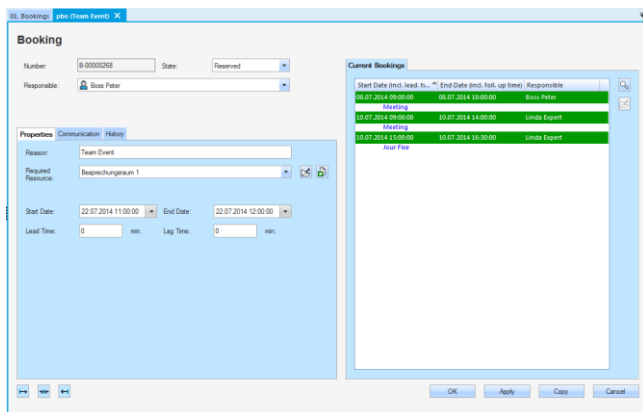 01. Bookings pbo (Team Event) X
Booking
Number: B-00000268 State: Reserved
Responsible: Boss Peter
Properties Communication History
Reason: Team Event
Required Resource: Besprechungsraum 1
Start Date: 22.07.2014 11:00:00 End Date: 22.07.2014 12:00:00
Lead Time: 0 min. Lag Time: 0 min.
Current Bookings
Start Date (incl. lead. ti... End Date (incl. foll. up time) Responsible
08.07.2014 09:00:00 08.07.2014 18:00:00 Boss Peter
Meeting
10.07.2014 09:00:00 10.07.2014 14:00:00 Linda Expert
Meeting
10.07.2014 15:00:00 10.07.2014 16:30:00 Linda Expert
Jour Fixe
OK Apply Copy Cancel